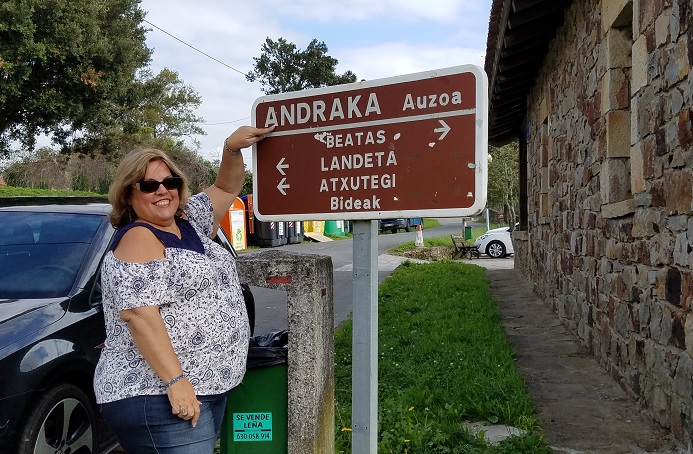 ANDRAKA Auzoa
BEATAS
LANDETA
ATXUTEGI
Bideak
SE VENDE
LEÑA
630 058 914